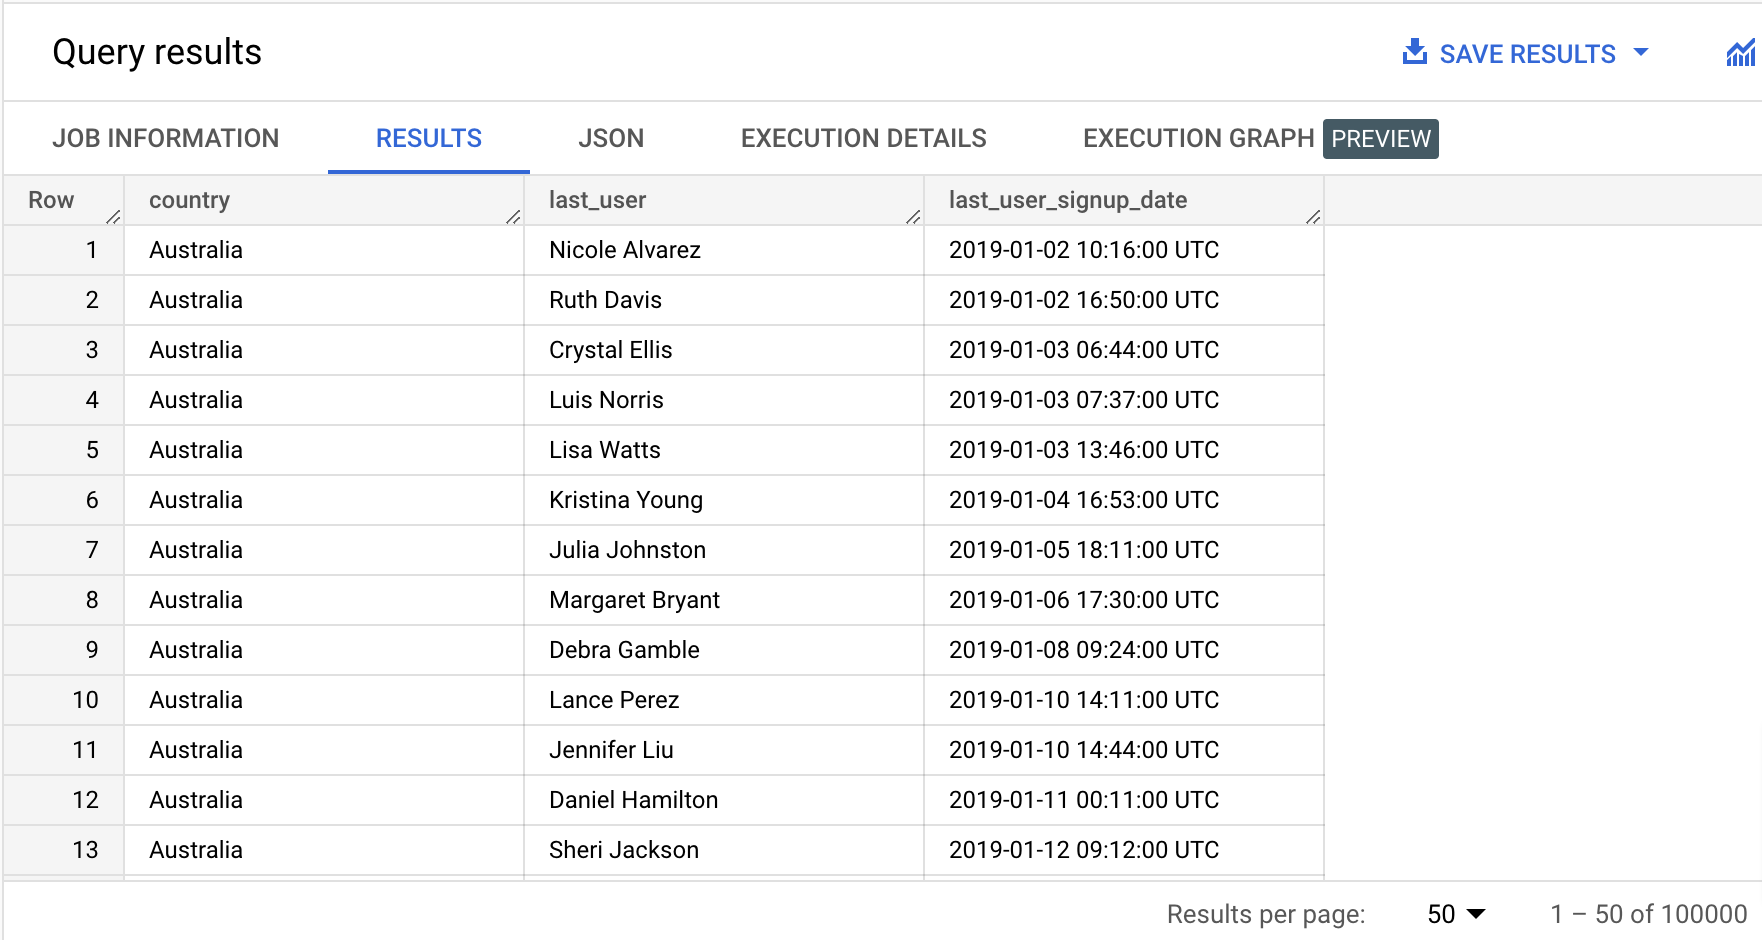 Query results
SAVE RESULTS
JOB INFORMATION RESULTS JSON EXECUTION DETAILS EXECUTION GRAPH PREVIEW
Row country last_user last_user_signup_date
1 Australia Nicole Alvarez 2019-01-02 10:16:00 UTC
2 Australia Ruth Davis 2019-01-02 16:50:00 UTC
3 Australia Crystal Ellis 2019-01-03 06:44:00 UTC
4 Australia Luis Norris 2019-01-03 07:37:00 UTC
5 Australia Lisa Watts 2019-01-03 13:46:00 UTC
6 Australia Kristina Young 2019-01-04 16:53:00 UTC
7 Australia Julia Johnston 2019-01-05 18:11:00 UTC
8 Australia Margaret Bryant 2019-01-06 17:30:00 UTC
9 Australia Debra Gamble 2019-01-08 09:24:00 UTC
10 Australia Lance Perez 2019-01-10 14:11:00 UTC
11 Australia Jennifer Liu 2019-01-10 14:44:00 UTC
12 Australia Daniel Hamilton 2019-01-11 00:11:00 UTC
13 Australia Sheri Jackson 2019-01-12 09:12:00 UTC
Results per page: 50 1 – 50 of 100000